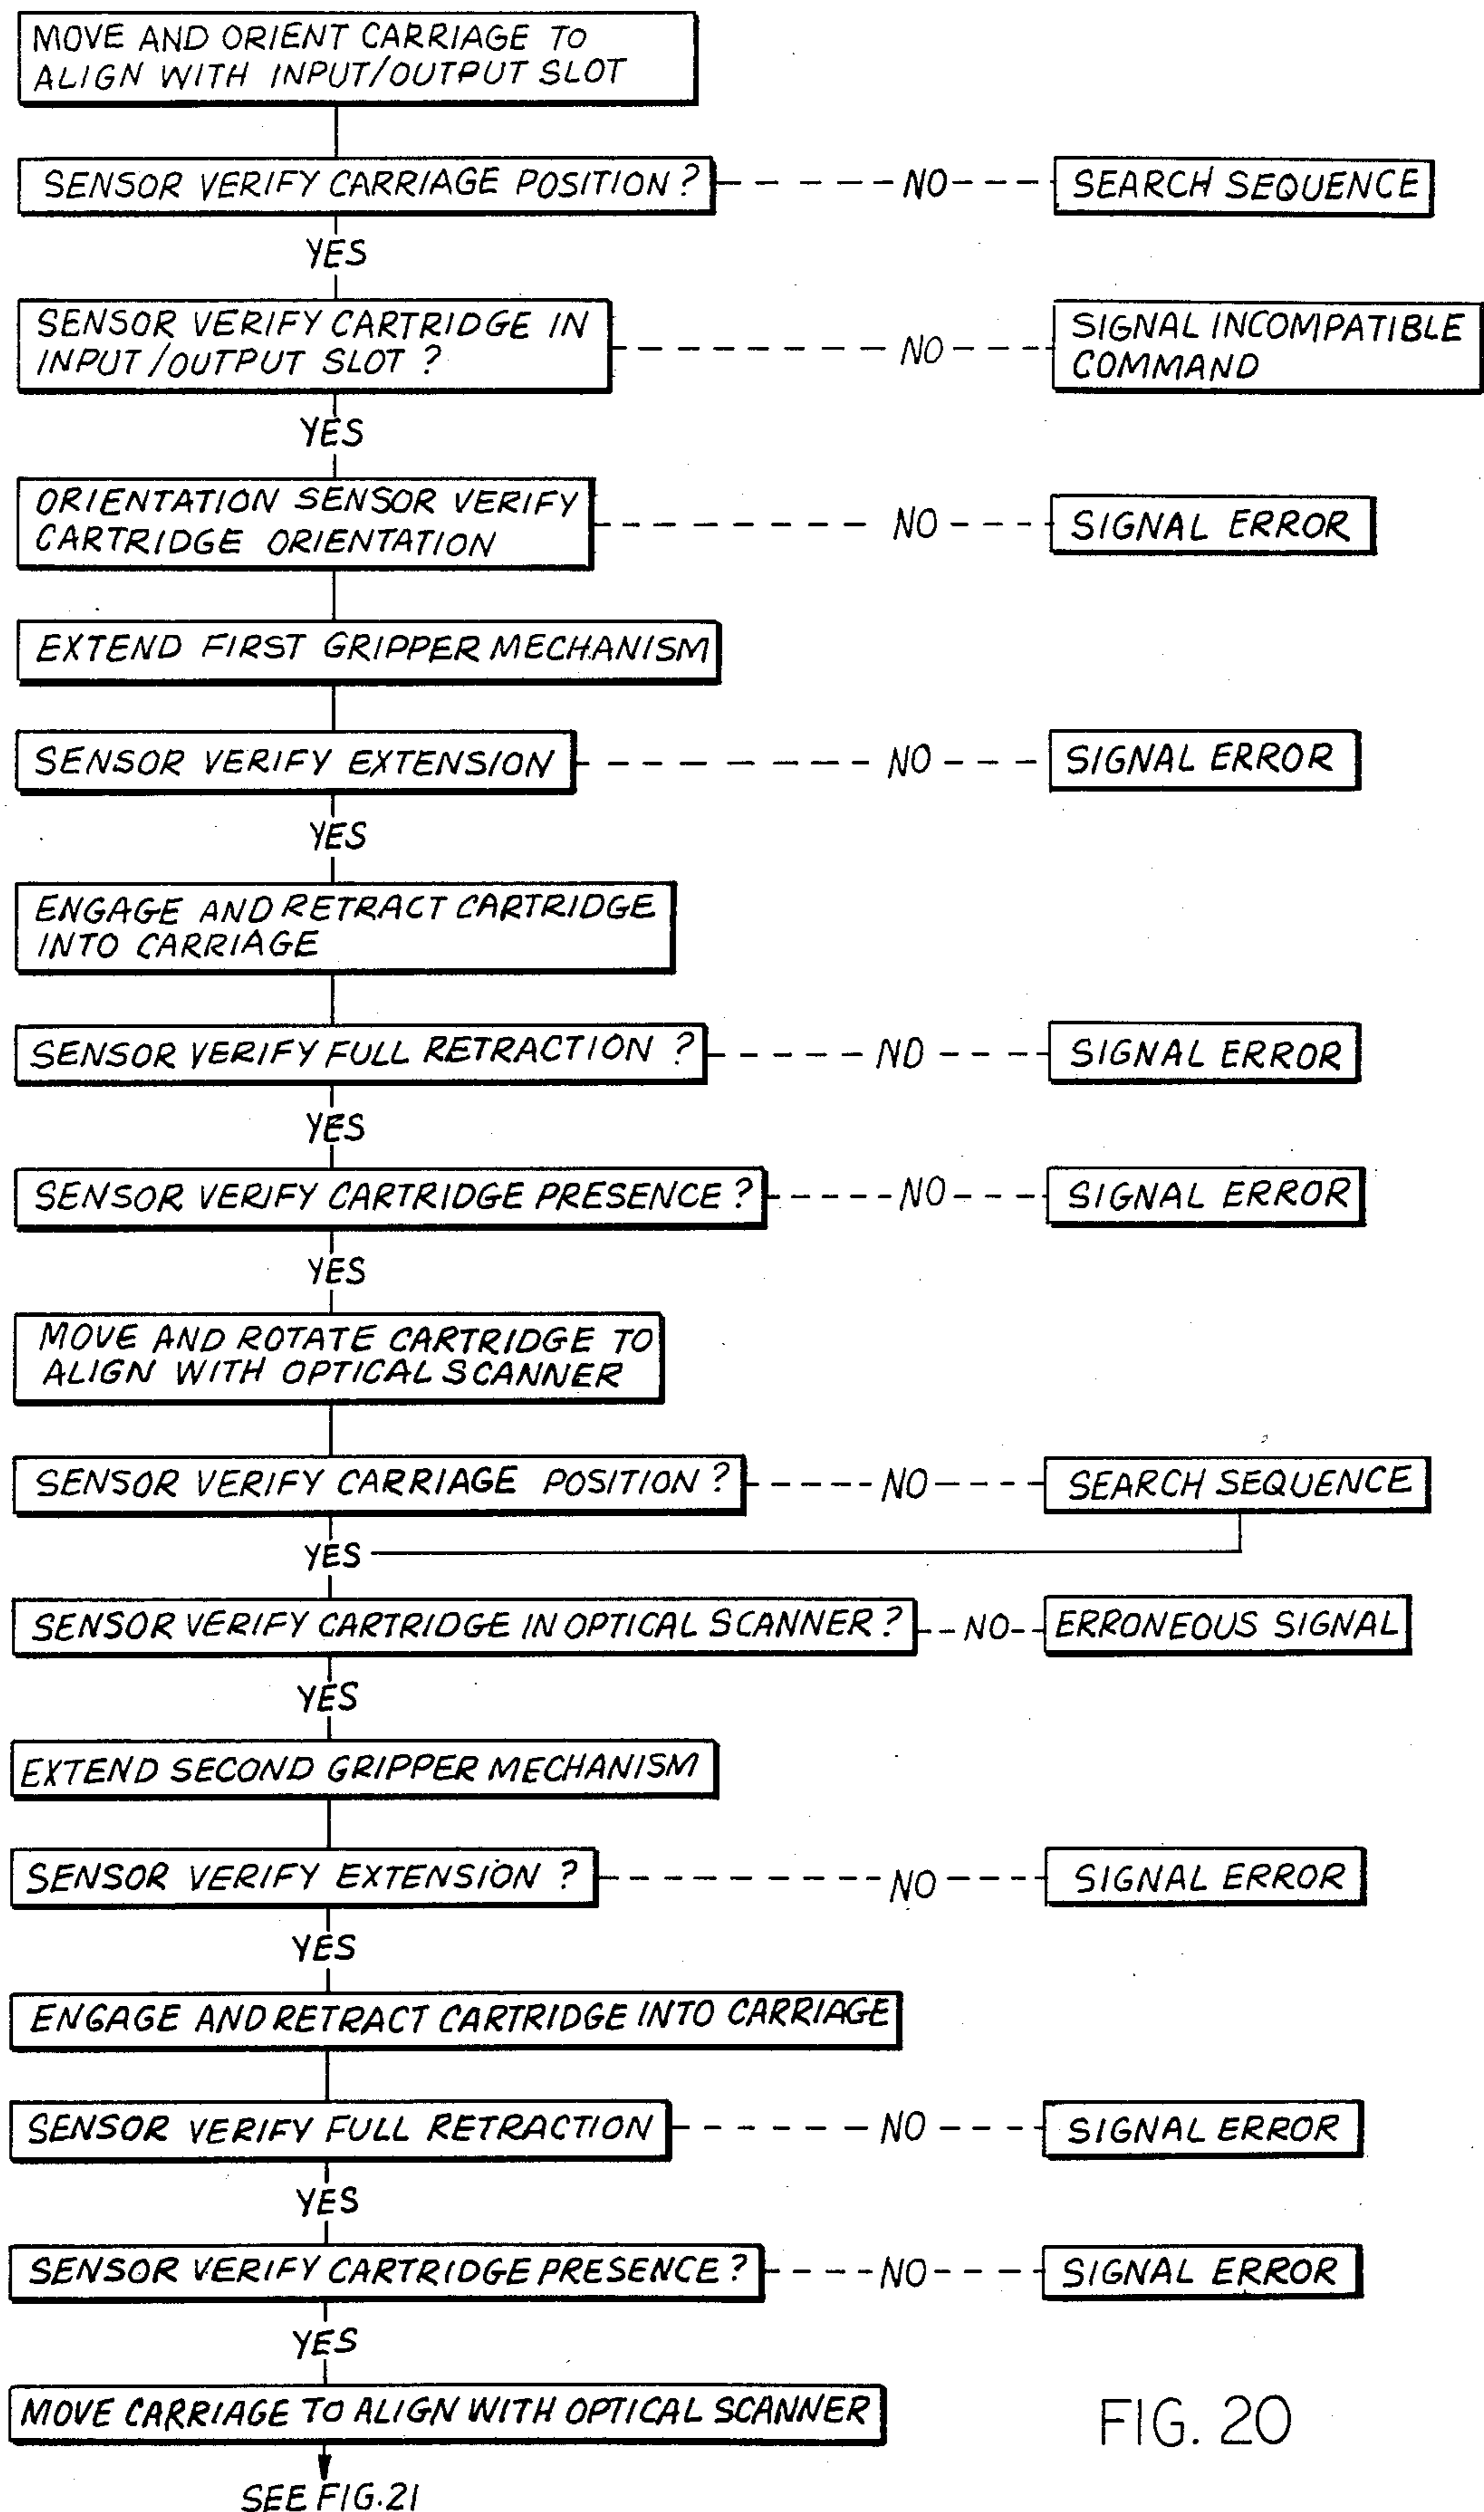 MOVE AND ORIENT CARRIAGE TO
ALIGN WITH INPUT/OUTPUT SLOT
SENSOR VERIFY CARRIAGE POSITION?
NO
SEARCH SEQUENCE
YES
SENSOR VERIFY CARTRIDGE IN
INPUT/OUTPUT SLOT?
NO
SIGNAL INCOMPATIBLE
COMMAND
YES
ORIENTATION SENSOR VERIFY
CARTRIDGE ORIENTATION
NO
SIGNAL ERROR
EXTEND FIRST GRIPPER MECHANISM
SENSOR VERIFY EXTENSION
NO
SIGNAL ERROR
YES
ENGAGE AND RETRACT CARTRIDGE
INTO CARRIAGE
SENSOR VERIFY FULL RETRACTION?
NO
SIGNAL ERROR
YES
SENSOR VERIFY CARTRIDGE PRESENCE?
NO
SIGNAL ERROR
YES
MOVE AND ROTATE CARTRIDGE TO
ALIGN WITH OPTICAL SCANNER
SENSOR VERIFY CARRIAGE POSITION?
NO
SEARCH SEQUENCE
YES
SENSOR VERIFY CARTRIDGE IN OPTICAL SCANNER?
NO
ERRONEOUS SIGNAL
YES
EXTEND SECOND GRIPPER MECHANISM
SENSOR VERIFY EXTENSION?
NO
SIGNAL ERROR
YES
ENGAGE AND RETRACT CARTRIDGE INTO CARRIAGE
SENSOR VERIFY FULL RETRACTION
NO
SIGNAL ERROR
YES
SENSOR VERIFY CARTRIDGE PRESENCE?
NO
SIGNAL ERROR
YES
MOVE CARRIAGE TO ALIGN WITH OPTICAL SCANNER
SEE FIG.21
FIG. 20